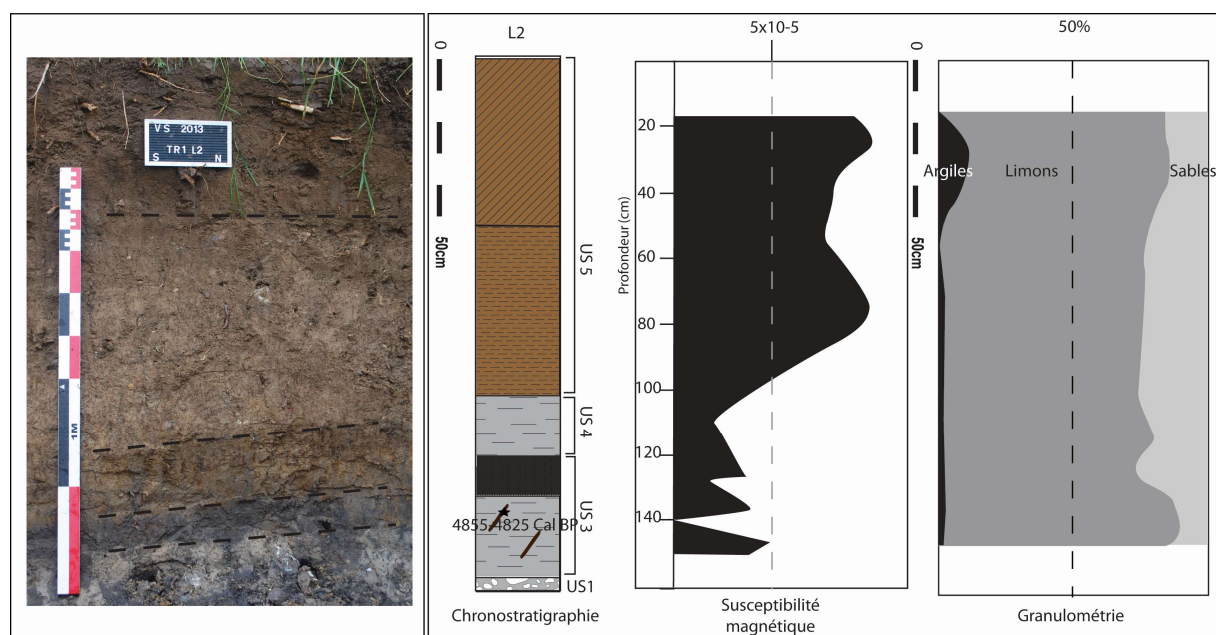 VS 2013
TR1 L2
S N
1M
L2
0
50cm
US 5
US 4
US 3
4855-4825 Cal BP
US1
Chronostratigraphie
5x10-5
Profondeur (cm)
20
40
60
80
100
120
140
Susceptibilité
magnétique
50%
0
50cm
Argiles Limons Sables
Granulométrie